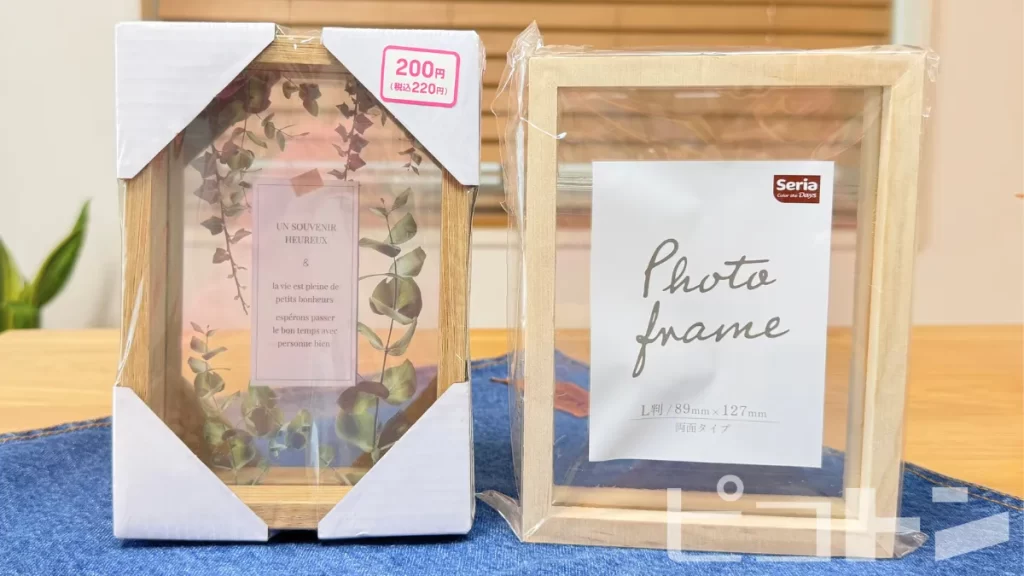 200円
(税込220円)
UN SOUVENIR
HEUREUX
&
la vie est pleine de
petits bonheurs
espérons passer
le bon temps avec
personne bien
Seria
Color the Days
Photo
frame
L判/89mm×127mm
両面タイプ
ピコトン